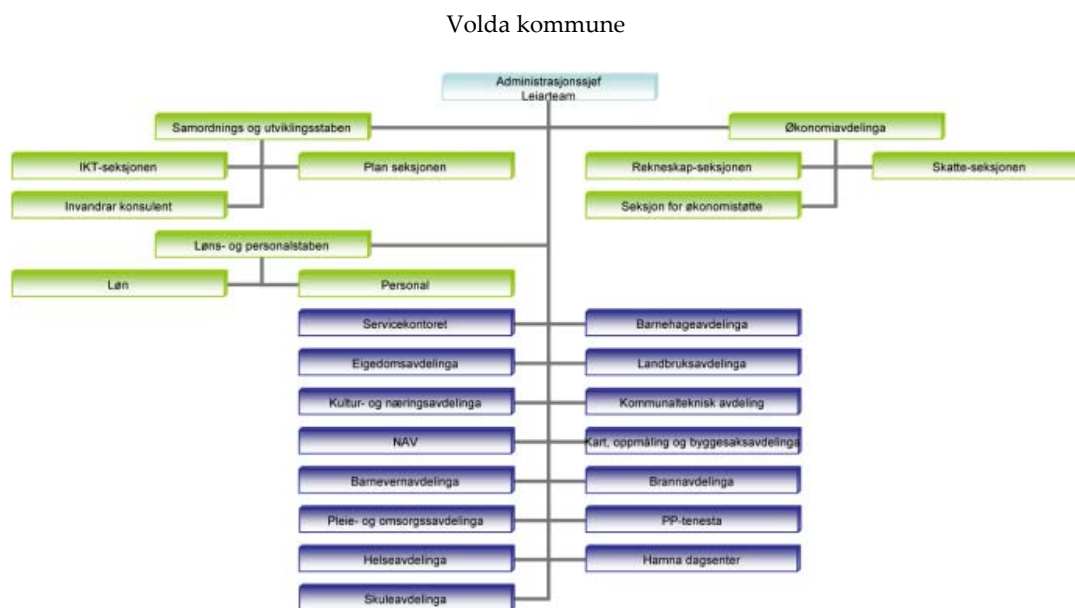 Volda kommune
Administrasjonssjef
Leiarteam
Samordnings og utviklingsstaben
Økonomiavdelinga
IKT-seksjonen
Plan seksjonen
Rekneskap-seksjonen
Skatte-seksjonen
Invandrar konsulent
Seksjon for økonomistøtte
Løns- og personalstaben
Løn
Personal
Servicekontoret
Barnehageavdelinga
Eigedomsavdelinga
Landbruksavdelinga
Kultur- og næringsavdelinga
Kommunalteknisk avdeling
NAV
Kart, oppmåling og byggesaksavdelinga
Barnevernavdelinga
Brannavdelinga
Pleie- og omsorgssavdelinga
PP-tenesta
Helseavdelinga
Hamna dagsenter
Skuleavdelinga